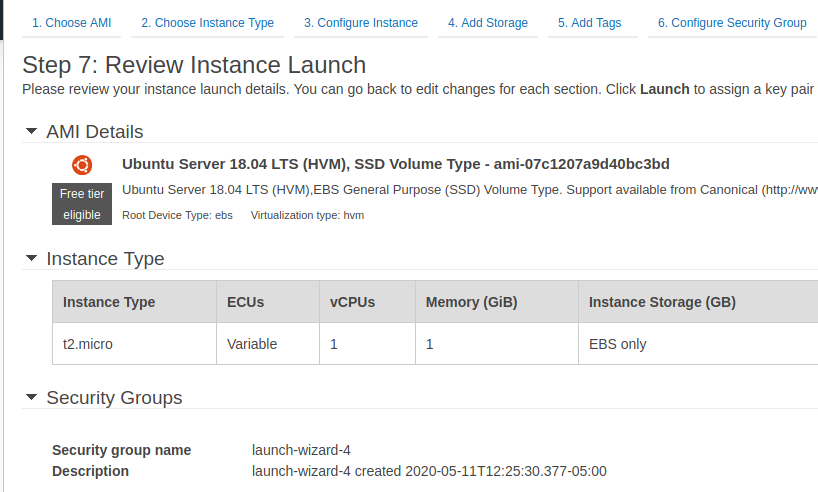 1. Choose AMI 2. Choose Instance Type 3. Configure Instance 4. Add Storage 5. Add Tags 6. Configure Security Group
Step 7: Review Instance Launch
Please review your instance launch details. You can go back to edit changes for each section. Click Launch to assign a key pair
AMI Details
Ubuntu Server 18.04 LTS (HVM), SSD Volume Type - ami-07c1207a9d40bc3bd
Free tier
eligible
Ubuntu Server 18.04 LTS (HVM),EBS General Purpose (SSD) Volume Type. Support available from Canonical (http://ww
Root Device Type: ebs Virtualization type: hvm
Instance Type
Instance Type ECUs vCPUs Memory (GiB) Instance Storage (GB)
t2.micro Variable 1 1 EBS only
Security Groups
Security group name launch-wizard-4
Description launch-wizard-4 created 2020-05-11T12:25:30.377-05:00